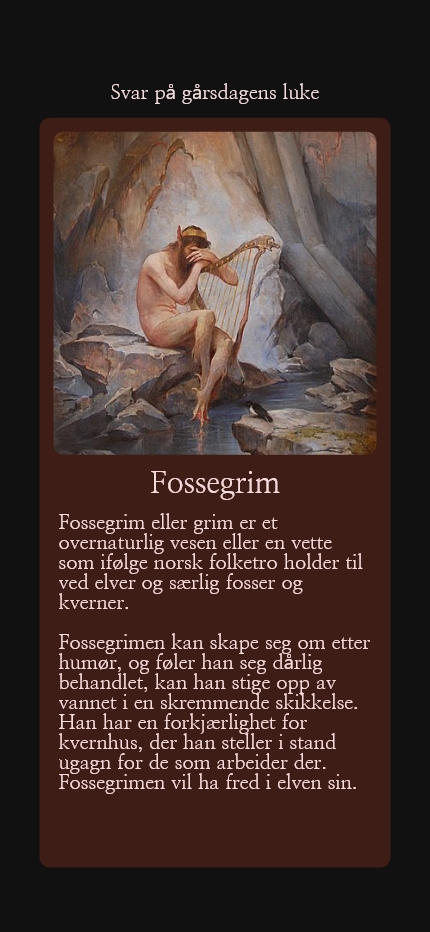 Svar på gårsdagens luke
Fossegrim
Fossegrim eller grim er et
overnaturlig vesen eller en vette
som ifølge norsk folketro holder til
ved elver og særlig fosser og
kverner.
Fossegrimen kan skape seg om etter
humør, og føler han seg dårlig
behandlet, kan han stige opp av
vannet i en skremmende skikkelse.
Han har en forkjærlighet for
kvernhus, der han steller i stand
ugagn for de som arbeider der.
Fossegrimen vil ha fred i elven sin.